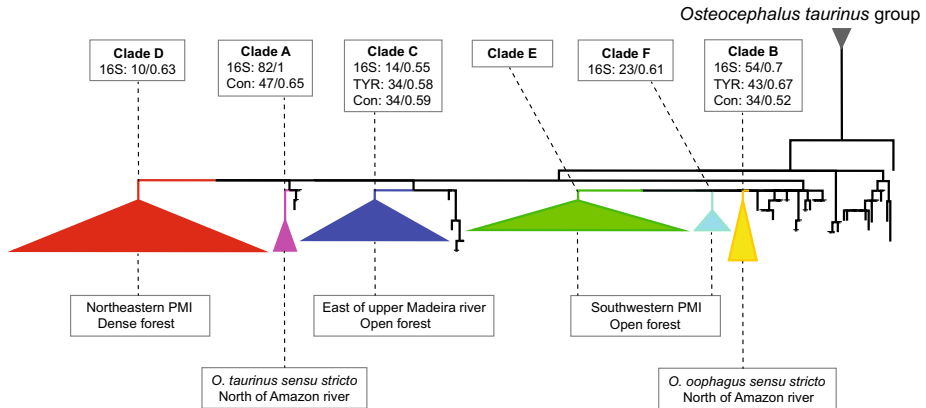 Osteocephalus taurinus group
Clade D
16S: 10/0.63
Clade A
16S: 82/1
Con: 47/0.65
Clade C
16S: 14/0.55
TYR: 34/0.58
Con: 34/0.59
Clade E
Clade F
16S: 23/0.61
Clade B
16S: 54/0.7
TYR: 43/0.67
Con: 34/0.52
Northeastern PMI
Dense forest
East of upper Madeira river
Open forest
Southwestern PMI
Open forest
O. taurinus sensu stricto
North of Amazon river
O. oophagus sensu stricto
North of Amazon river